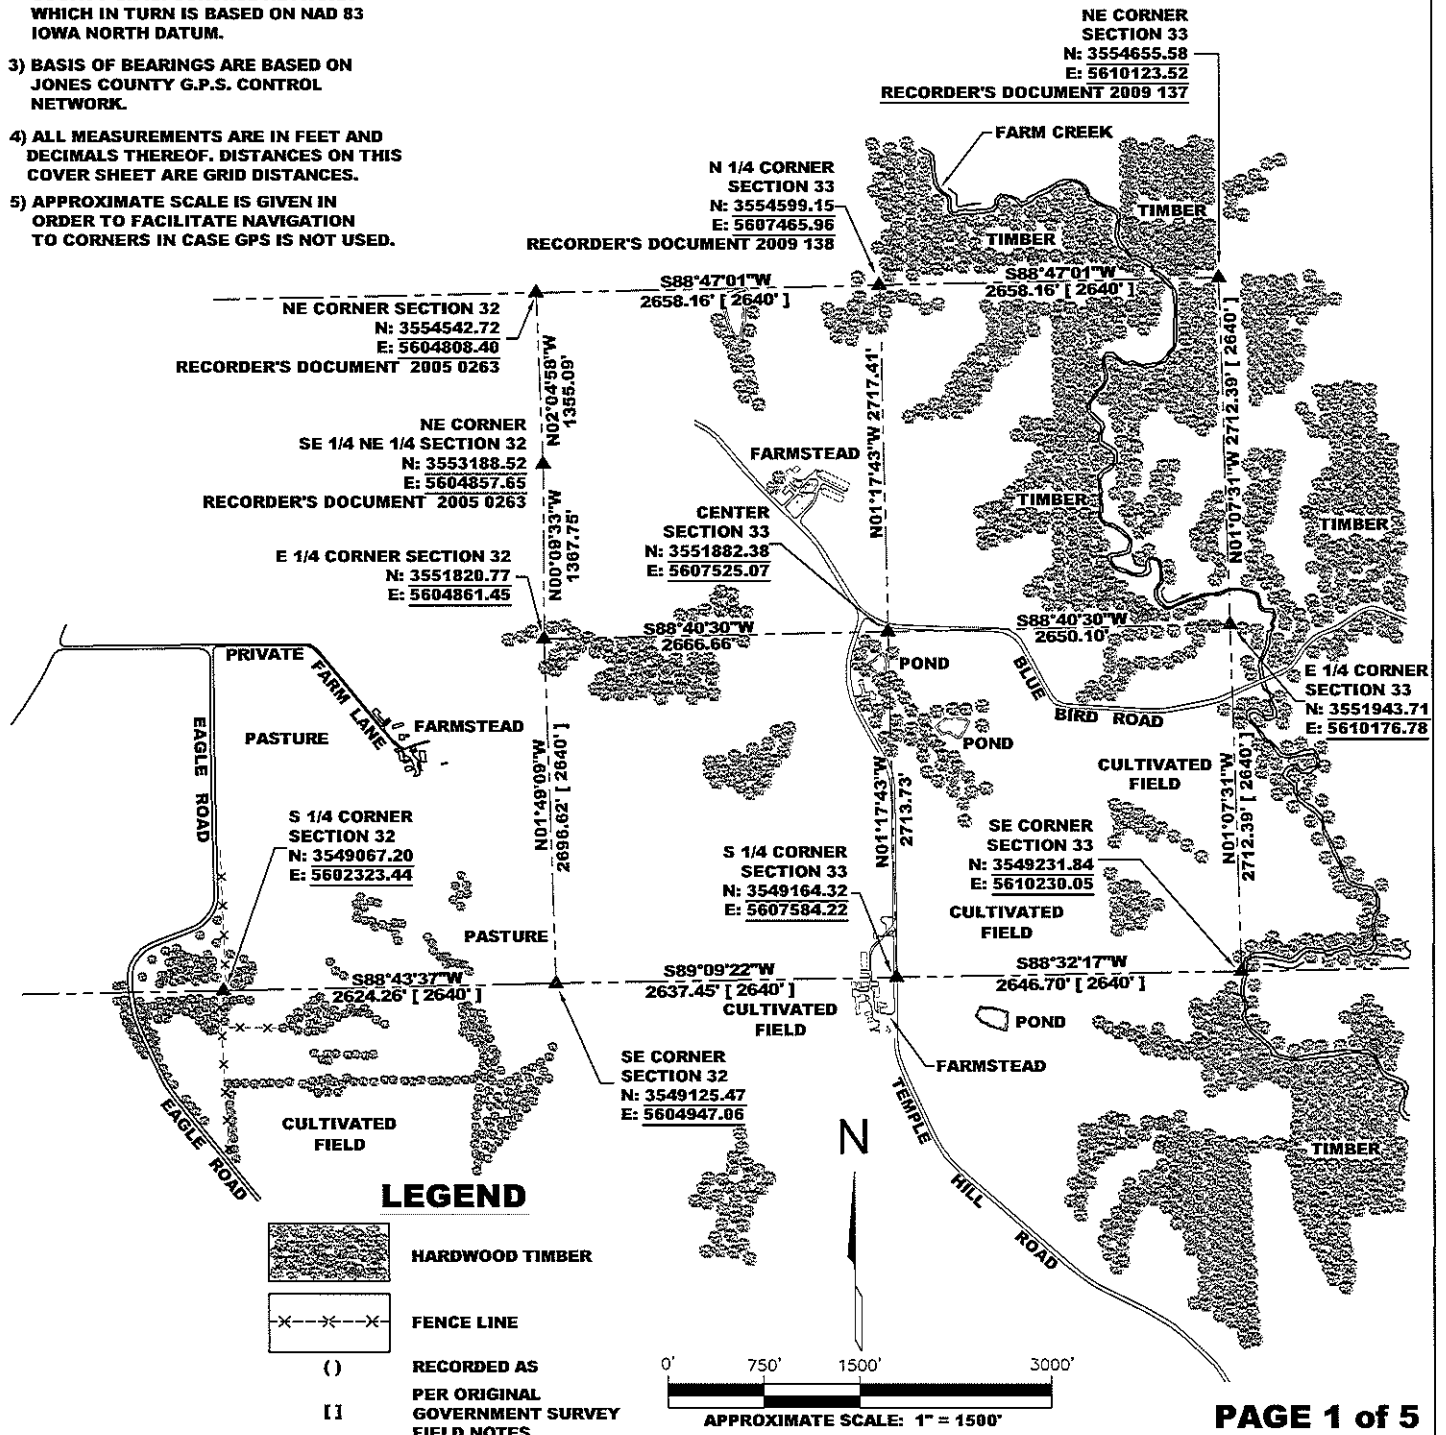 WHICH IN TURN IS BASED ON NAD 83
IOWA NORTH DATUM.
3) BASIS OF BEARINGS ARE BASED ON
JONES COUNTY G.P.S. CONTROL
NETWORK.
4) ALL MEASUREMENTS ARE IN FEET AND
DECIMALS THEREOF. DISTANCES ON THIS
COVER SHEET ARE GRID DISTANCES.
5) APPROXIMATE SCALE IS GIVEN IN
ORDER TO FACILITATE NAVIGATION
TO CORNERS IN CASE GPS IS NOT USED.
NE CORNER
SECTION 33
N: 3554655.58
E: 5610123.52
RECORDER'S DOCUMENT 2009 137
FARM CREEK
N 1/4 CORNER
SECTION 33
N: 3554599.15
E: 5607465.96
RECORDER'S DOCUMENT 2009 138
TIMBER
TIMBER
S88°47'01"W
2658.16' [ 2640' ]
S88°47'01"W
2658.16' [ 2640' ]
NE CORNER SECTION 32
N: 3554542.72
E: 5604808.40
RECORDER'S DOCUMENT 2005 0263
N02°04'58"W
1355.09'
N01°17'43"W 2717.41'
N01°07'31"W 2712.39' [ 2640' ]
NE CORNER
SE 1/4 NE 1/4 SECTION 32
N: 3553188.52
E: 5604857.65
RECORDER'S DOCUMENT 2005 0263
FARMSTEAD
TIMBER
TIMBER
CENTER
SECTION 33
N: 3551882.38
E: 5607525.07
E 1/4 CORNER SECTION 32
N: 3551820.77
E: 5604861.45
N00°09'33"W
1367.75'
S88°40'30"W
2666.66'
S88°40'30"W
2650.10'
PRIVATE FARM LANE
POND
BLUE BIRD ROAD
E 1/4 CORNER
SECTION 33
N: 3551943.71
E: 5610176.78
EAGLE ROAD
PASTURE
FARMSTEAD
POND
CULTIVATED
FIELD
N01°49'09"W
2696.62' [ 2640' ]
N01°17'43"W
2713.73'
N01°07'31"W
2712.39' [ 2640' ]
S 1/4 CORNER
SECTION 32
N: 3549067.20
E: 5602323.44
S 1/4 CORNER
SECTION 33
N: 3549164.32
E: 5607584.22
SE CORNER
SECTION 33
N: 3549231.84
E: 5610230.05
CULTIVATED
FIELD
PASTURE
S88°43'37"W
2624.26' [ 2640' ]
S89°09'22"W
2637.45' [ 2640' ]
S88°32'17"W
2646.70' [ 2640' ]
CULTIVATED
FIELD
POND
SE CORNER
SECTION 32
N: 3549125.47
E: 5604947.06
FARMSTEAD
EAGLE ROAD
CULTIVATED
FIELD
TEMPLE HILL ROAD
N
TIMBER
LEGEND
HARDWOOD TIMBER
FENCE LINE
( ) RECORDED AS
[ ] PER ORIGINAL
GOVERNMENT SURVEY
FIELD NOTES
0' 750' 1500' 3000'
APPROXIMATE SCALE: 1" = 1500'
PAGE 1 of 5